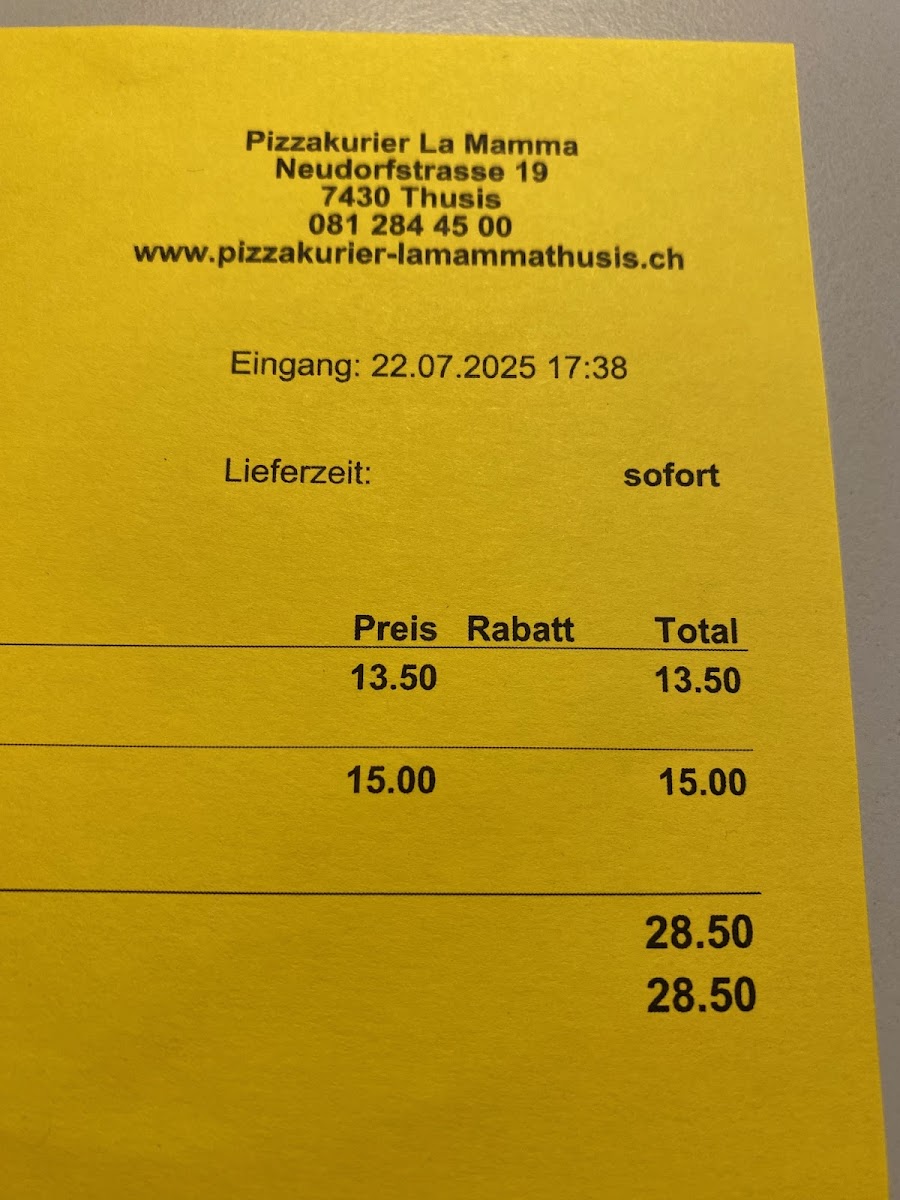 Pizzakurier La Mamma
Neudorfstrasse 19
7430 Thusis
081 284 45 00
www.pizzakurier-lamammathusis.ch
Eingang: 22.07.2025 17:38
Lieferzeit: sofort
Preis Rabatt Total
13.50 13.50
15.00 15.00
28.50
28.50